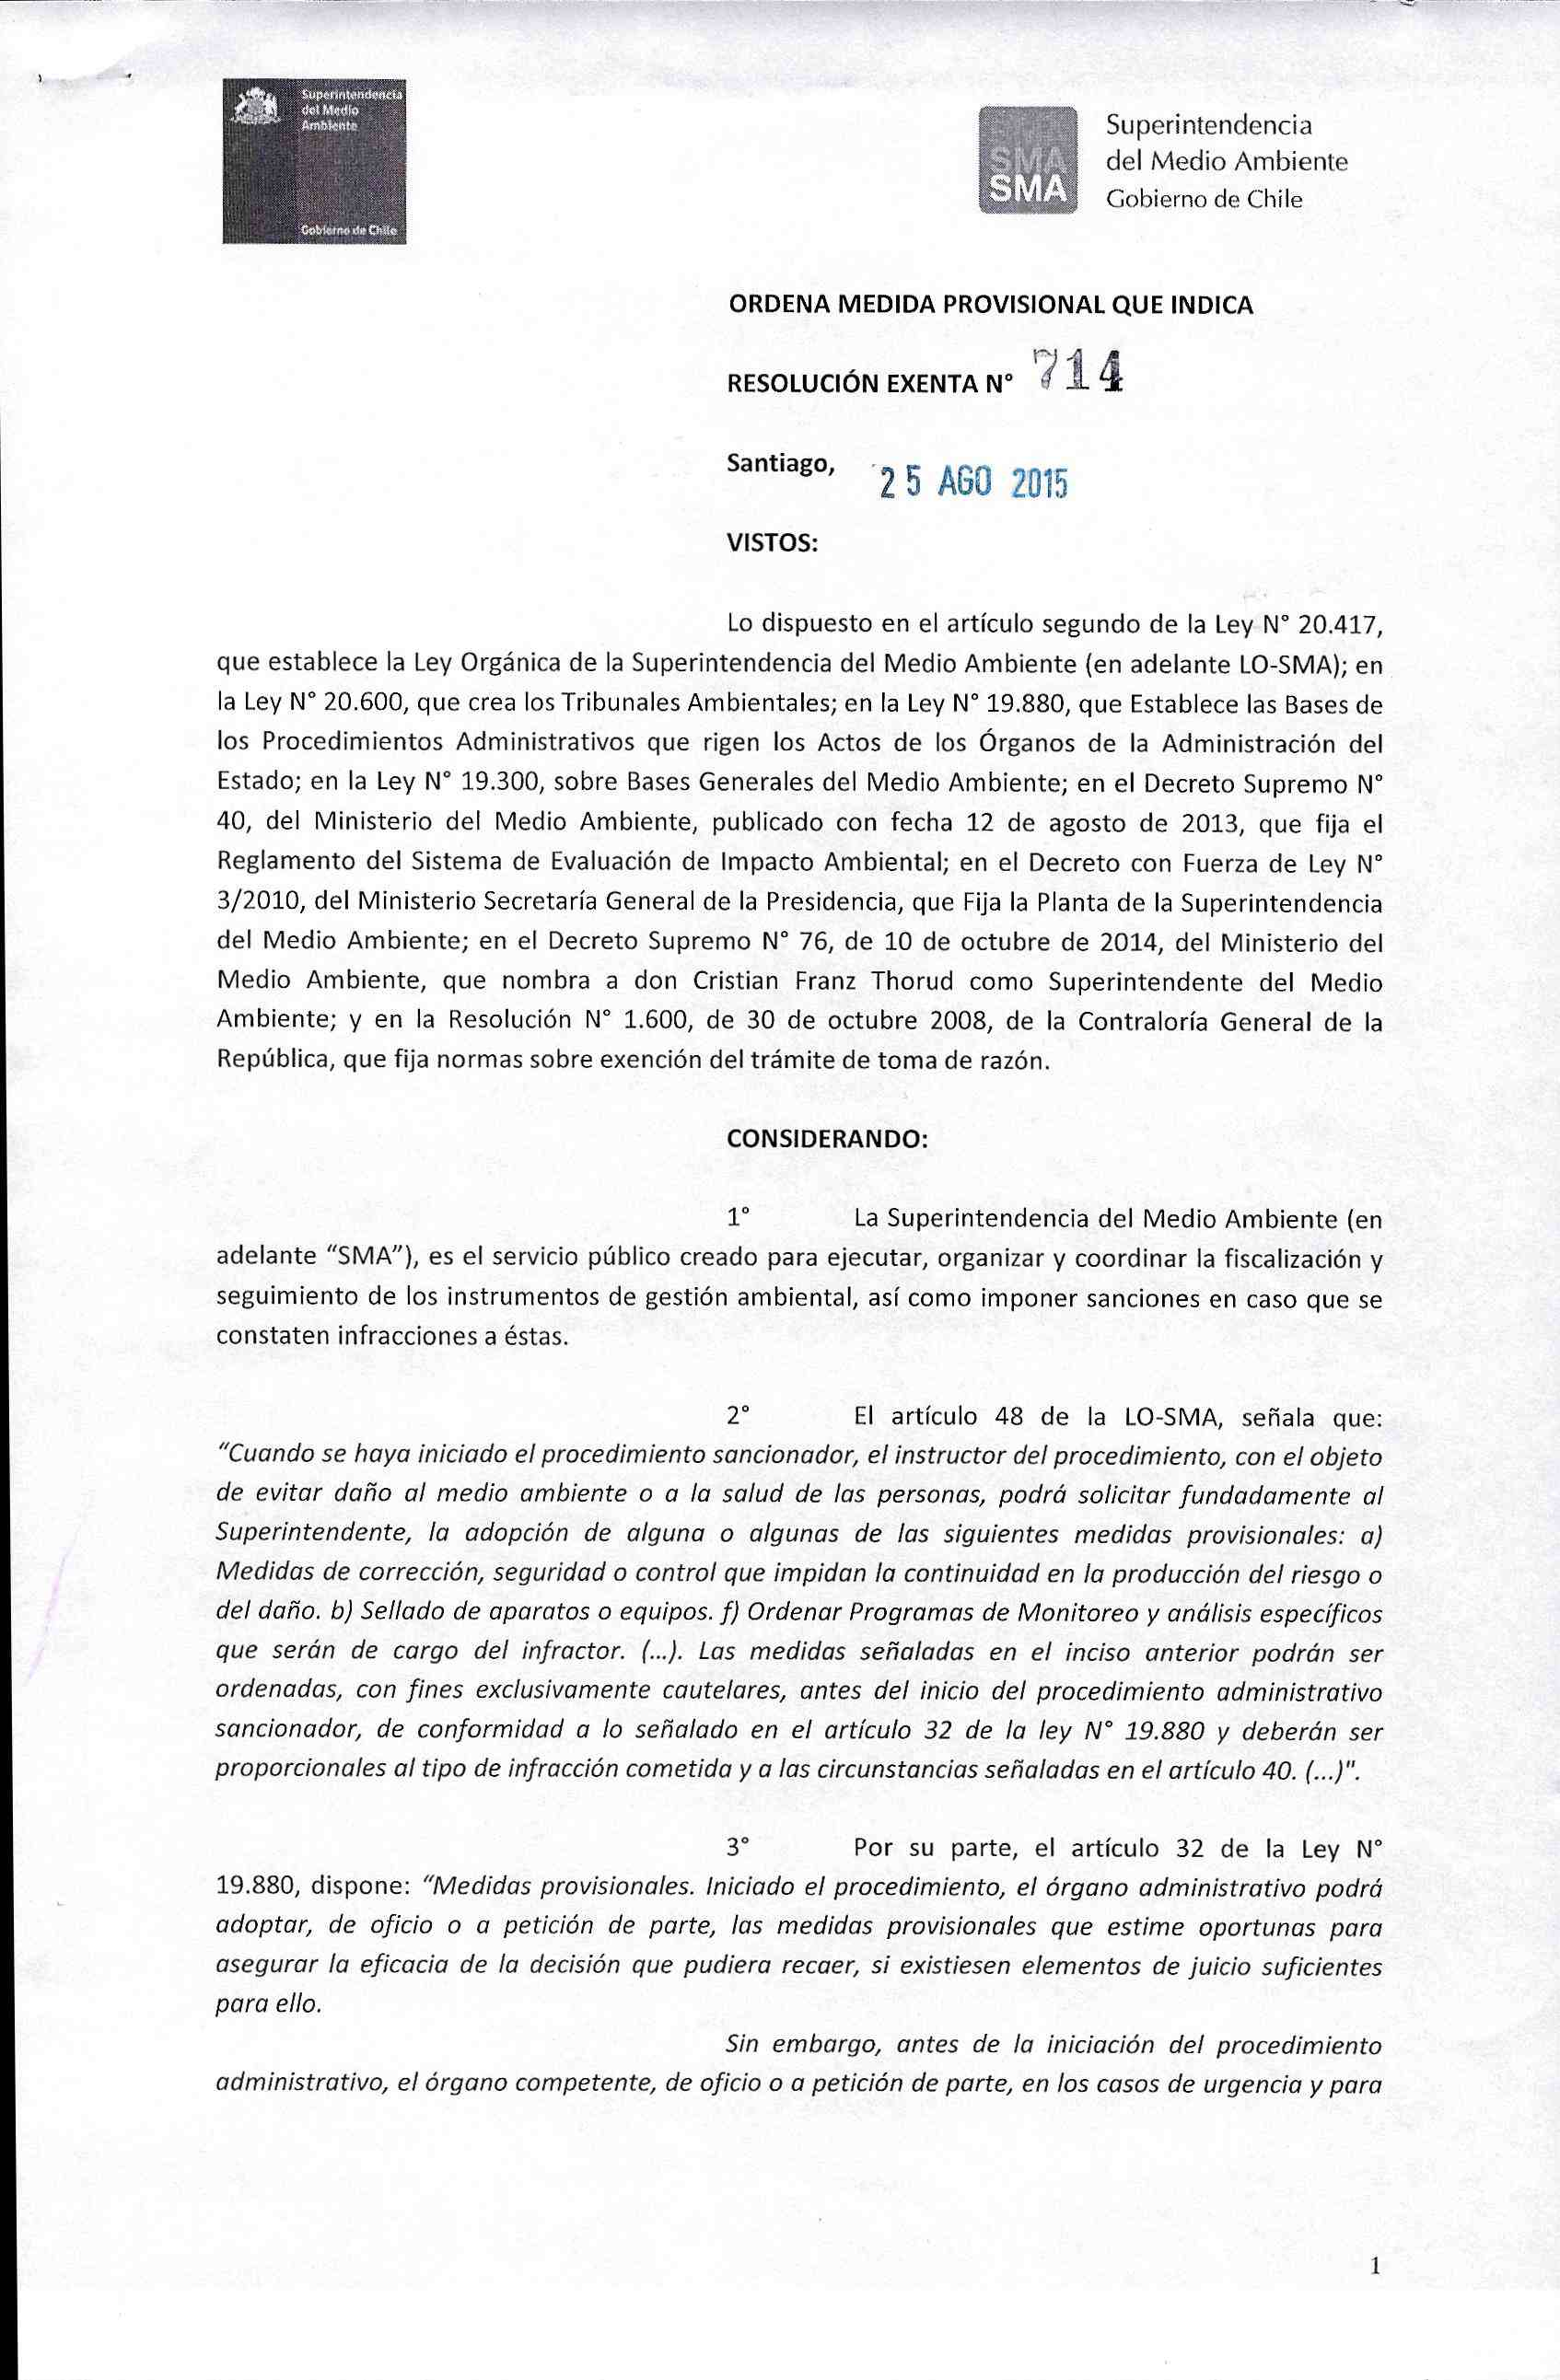 Superintendencia
del Medio
Ambiente
Gobierno de Chile
SMA
SMA
Superintendencia
del Medio Ambiente
Gobierno de Chile
ORDENA MEDIDA PROVISIONAL QUE INDICA
RESOLUCIÓN EXENTA N° 714
Santiago, 25 AGO 2015
VISTOS:
Lo dispuesto en el artículo segundo de la Ley N° 20.417,
que establece la Ley Orgánica de la Superintendencia del Medio Ambiente (en adelante LO-SMA); en
la Ley N° 20.600, que crea los Tribunales Ambientales; en la Ley N° 19.880, que Establece las Bases de
los Procedimientos Administrativos que rigen los Actos de los Órganos de la Administración del
Estado; en la Ley N° 19.300, sobre Bases Generales del Medio Ambiente; en el Decreto Supremo N°
40, del Ministerio del Medio Ambiente, publicado con fecha 12 de agosto de 2013, que fija el
Reglamento del Sistema de Evaluación de Impacto Ambiental; en el Decreto con Fuerza de Ley N°
3/2010, del Ministerio Secretaría General de la Presidencia, que Fija la Planta de la Superintendencia
del Medio Ambiente; en el Decreto Supremo N° 76, de 10 de octubre de 2014, del Ministerio del
Medio Ambiente, que nombra a don Cristian Franz Thorud como Superintendente del Medio
Ambiente; y en la Resolución N° 1.600, de 30 de octubre 2008, de la Contraloría General de la
República, que fija normas sobre exención del trámite de toma de razón.
CONSIDERANDO:
1° La Superintendencia del Medio Ambiente (en
adelante “SMA”), es el servicio público creado para ejecutar, organizar y coordinar la fiscalización y
seguimiento de los instrumentos de gestión ambiental, así como imponer sanciones en caso que se
constaten infracciones a éstas.
2° El artículo 48 de la LO-SMA, señala que:
“Cuando se haya iniciado el procedimiento sancionador, el instructor del procedimiento, con el objeto
de evitar daño al medio ambiente o a la salud de las personas, podrá solicitar fundadamente al
Superintendente, la adopción de alguna o algunas de las siguientes medidas provisionales: a)
Medidas de corrección, seguridad o control que impidan la continuidad en la producción del riesgo o
del daño. b) Sellado de aparatos o equipos. f) Ordenar Programas de Monitoreo y análisis específicos
que serán de cargo del infractor. (...). Las medidas señaladas en el inciso anterior podrán ser
ordenadas, con fines exclusivamente cautelares, antes del inicio del procedimiento administrativo
sancionador, de conformidad a lo señalado en el artículo 32 de la ley N° 19.880 y deberán ser
proporcionales al tipo de infracción cometida y a las circunstancias señaladas en el artículo 40. (...)".
3° Por su parte, el artículo 32 de la Ley N°
19.880, dispone: “Medidas provisionales. Iniciado el procedimiento, el órgano administrativo podrá
adoptar, de oficio o a petición de parte, las medidas provisionales que estime oportunas para
asegurar la eficacia de la decisión que pudiera recaer, si existiesen elementos de juicio suficientes
para ello.
Sin embargo, antes de la iniciación del procedimiento
administrativo, el órgano competente, de oficio o a petición de parte, en los casos de urgencia y para
1